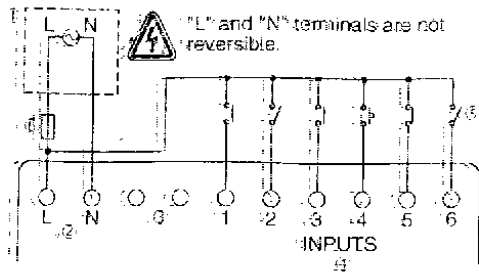 L N
"L" and "N" terminals are not
reversible.
L N 1 2 3 4 5 6
INPUTS